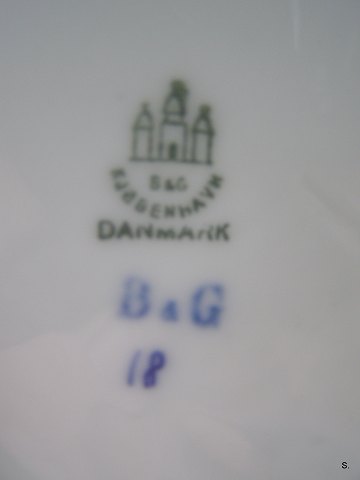 B&G
KJØBENHAVN
DANMARK
B&G
18
S.